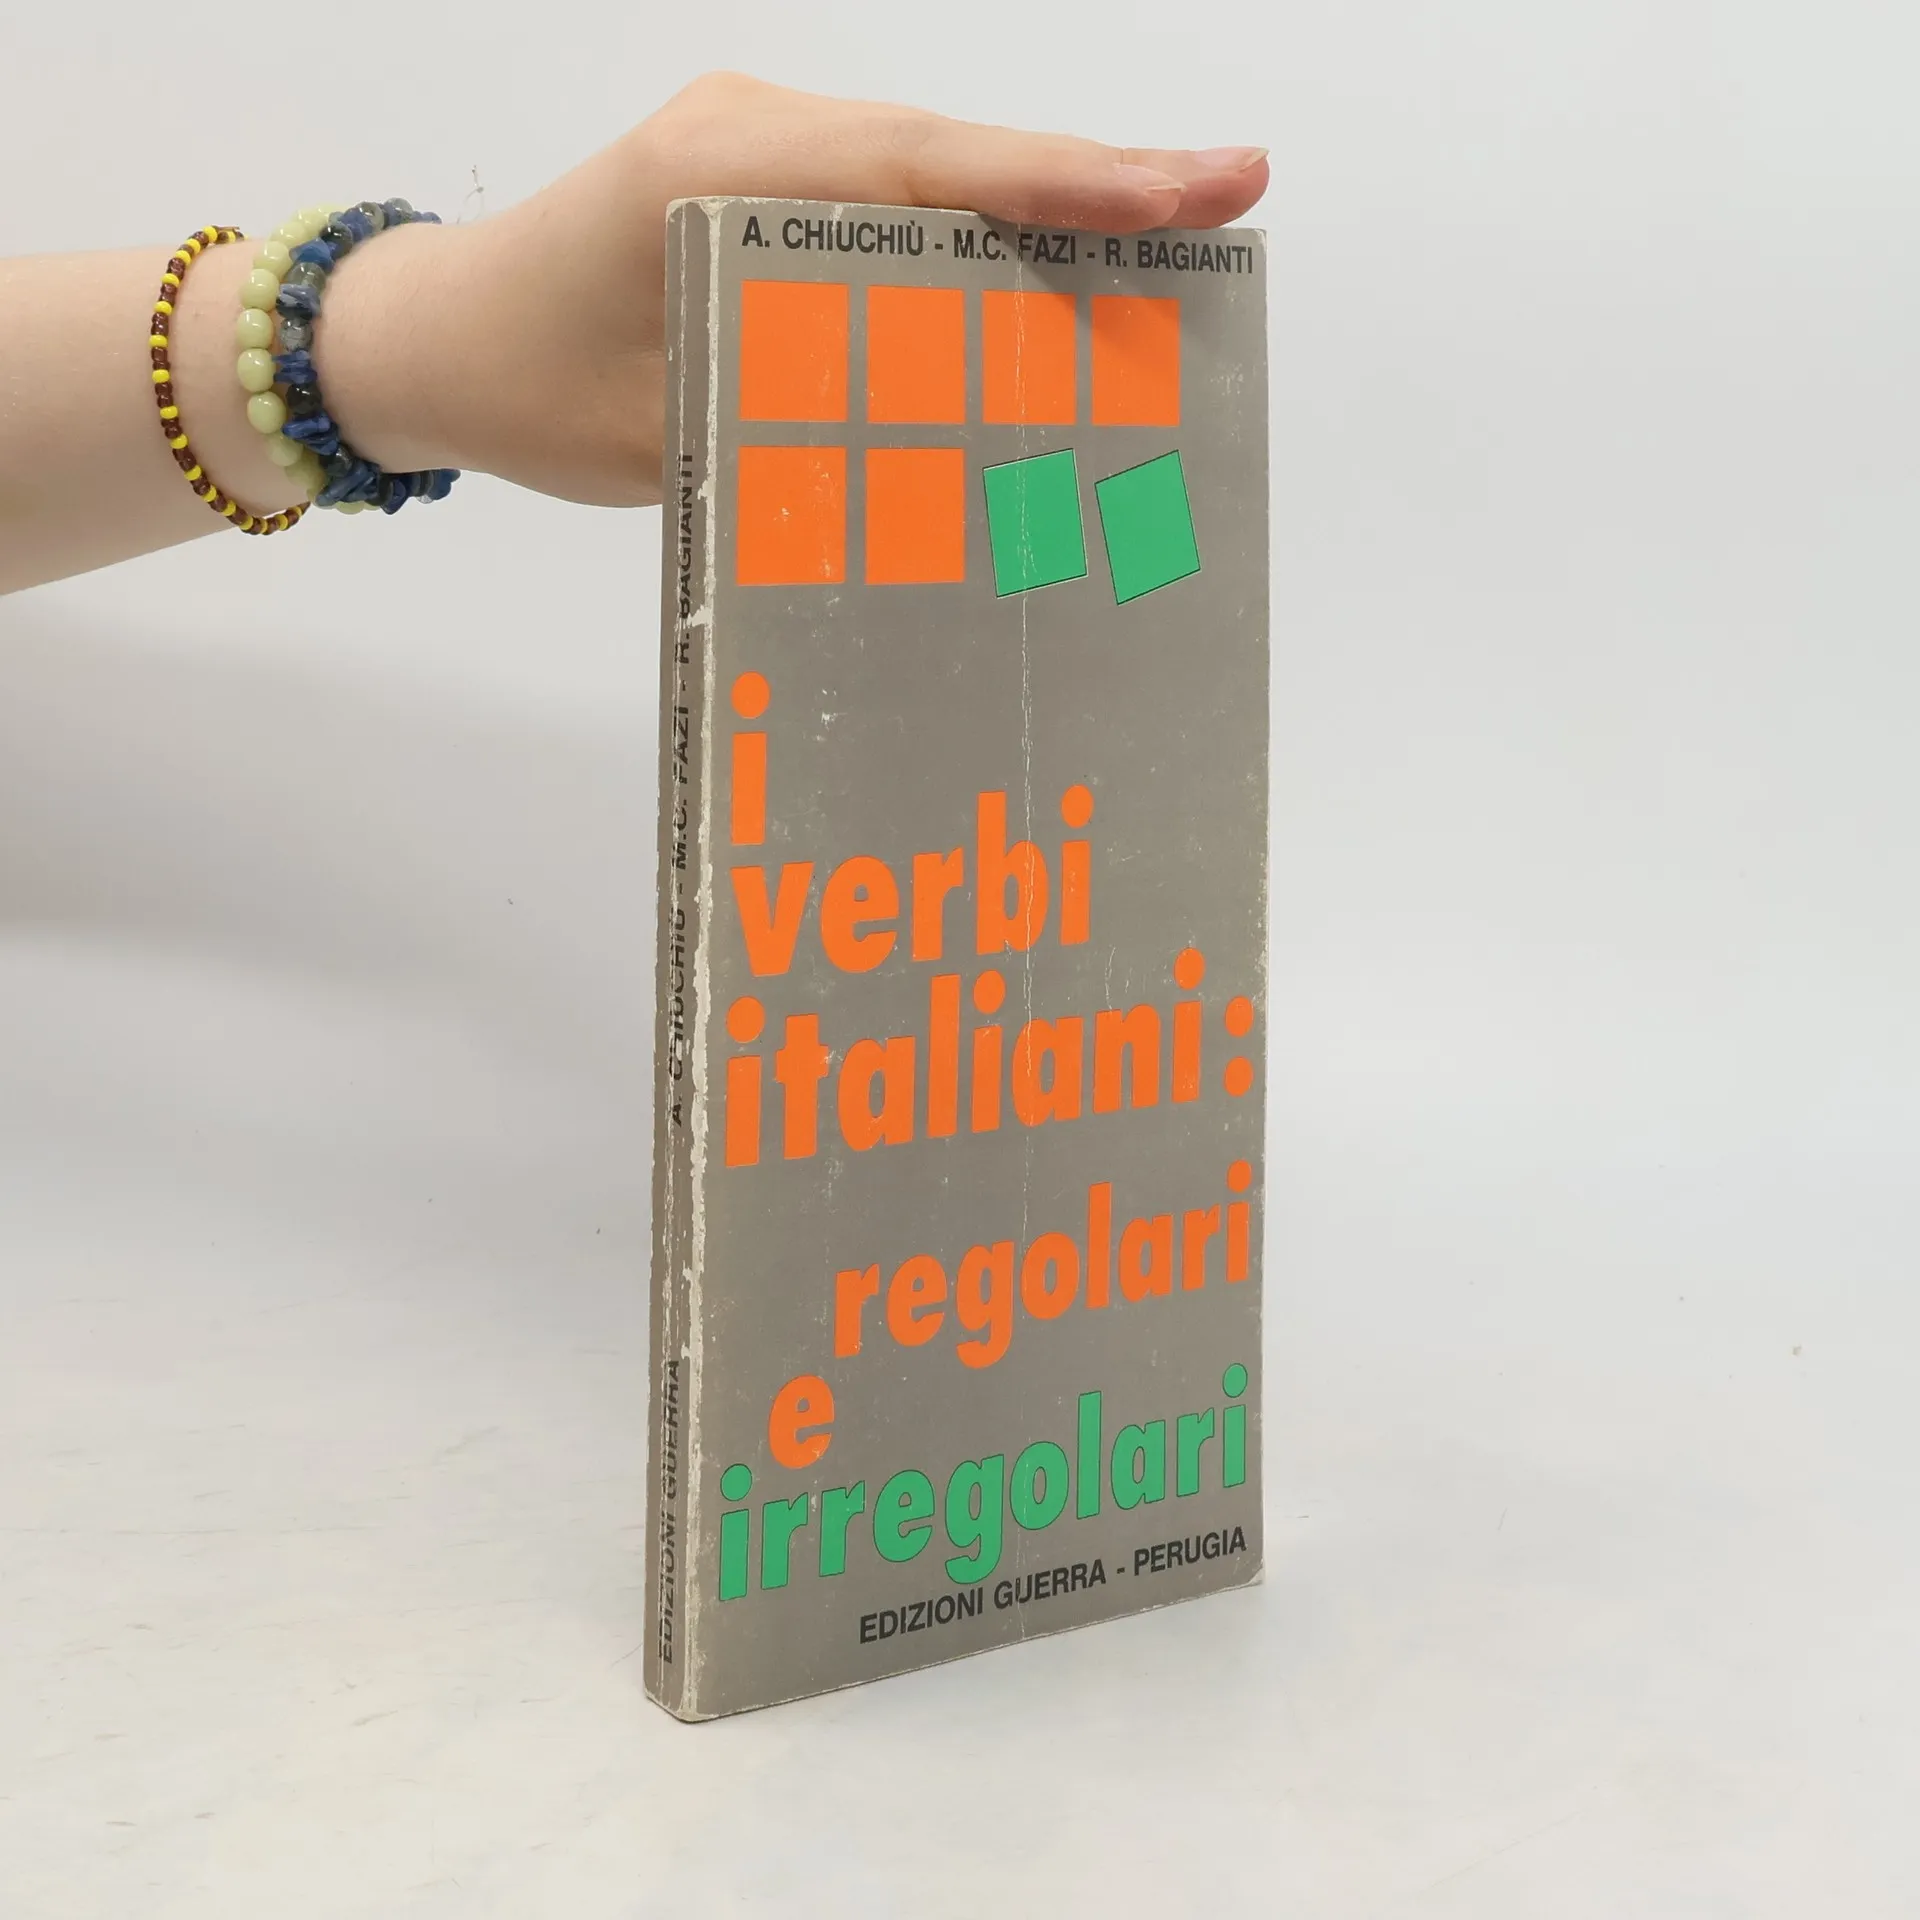 A. CHIUCHIÙ - M.C. FAZI - R. BAGIANTI
i
verbi
italiani:
regolari
e
irregolari
EDIZIONI GUERRA - PERUGIA
A. CHIUCHIÙ - M.C. FAZI - R. BAGIANTI
EDIZIONI GUERRA